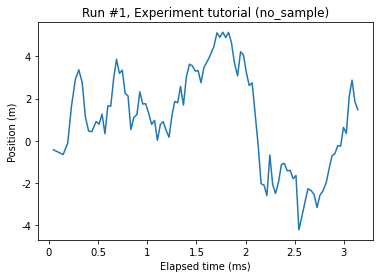 Run #1, Experiment tutorial (no_sample)
Position (m)
4
2
0
-2
-4
0 0.5 1 1.5 2 2.5 3
Elapsed time (ms)